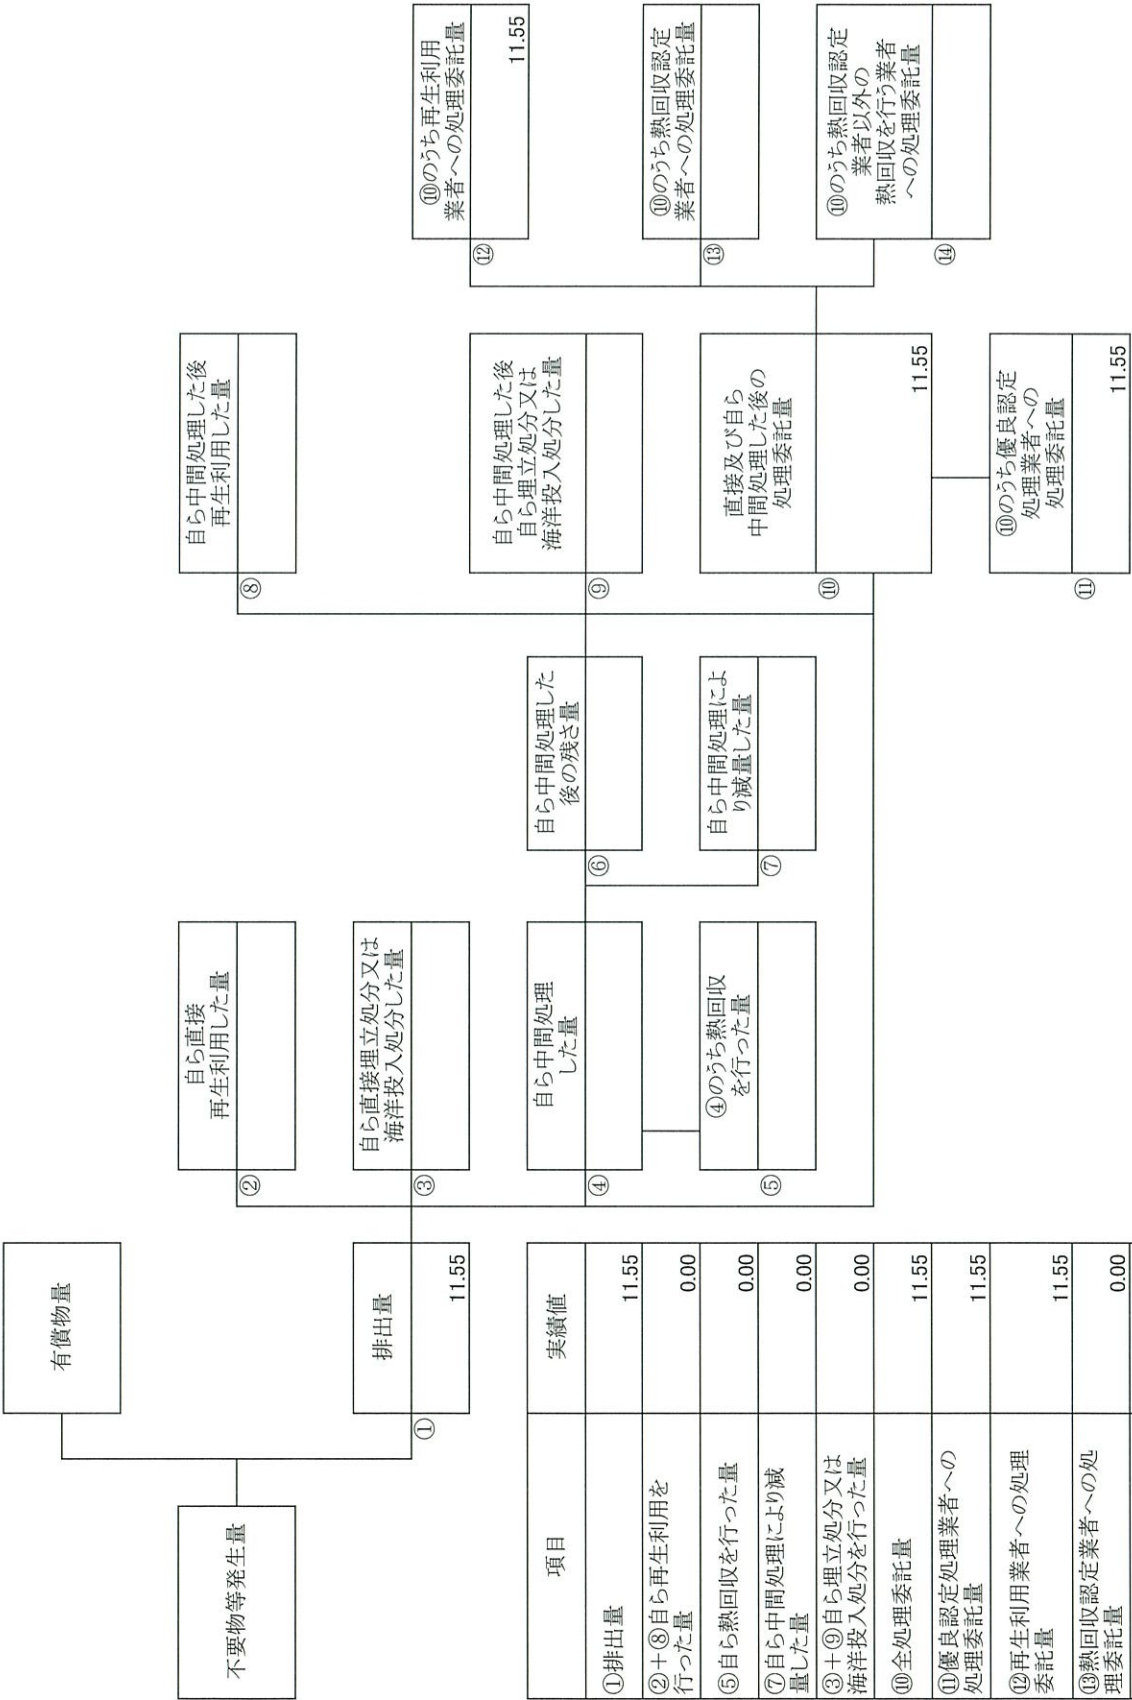 不要物等発生量
有償物量
排出量
11.55
①
②
自ら直接
再生利用した量
③
自ら直接埋立処分又は
海洋投入処分した量
④
自ら中間処理
した量
⑤
④のうち熱回収
を行った量
⑥
自ら中間処理した
後の残さ量
⑦
自ら中間処理によ
り減量した量
⑧
自ら中間処理した後
再生利用した量
⑨
自ら中間処理した後
自ら埋立処分又は
海洋投入処分した量
⑩
直接及び自ら
中間処理した後の
処理委託量
11.55
⑪
⑩のうち優良認定
処理業者への
処理委託量
11.55
⑫
⑩のうち再生利用
業者への処理委託量
11.55
⑬
⑩のうち熱回収認定
業者への処理委託量
⑭
⑩のうち熱回収認定
業者以外の
熱回収を行う業者
への処理委託量
項目 実績値
①排出量 11.55
②+⑧自ら再生利用を
行った量 0.00
⑤自ら熱回収を行った量 0.00
⑦自ら中間処理により減
量した量 0.00
③+⑨自ら埋立処分又は
海洋投入処分を行った量 0.00
⑩全処理委託量 11.55
⑪優良認定処理業者への
処理委託量 11.55
⑫再生利用業者への処理
委託量 11.55
⑬熱回収認定業者への処
理委託量 0.00